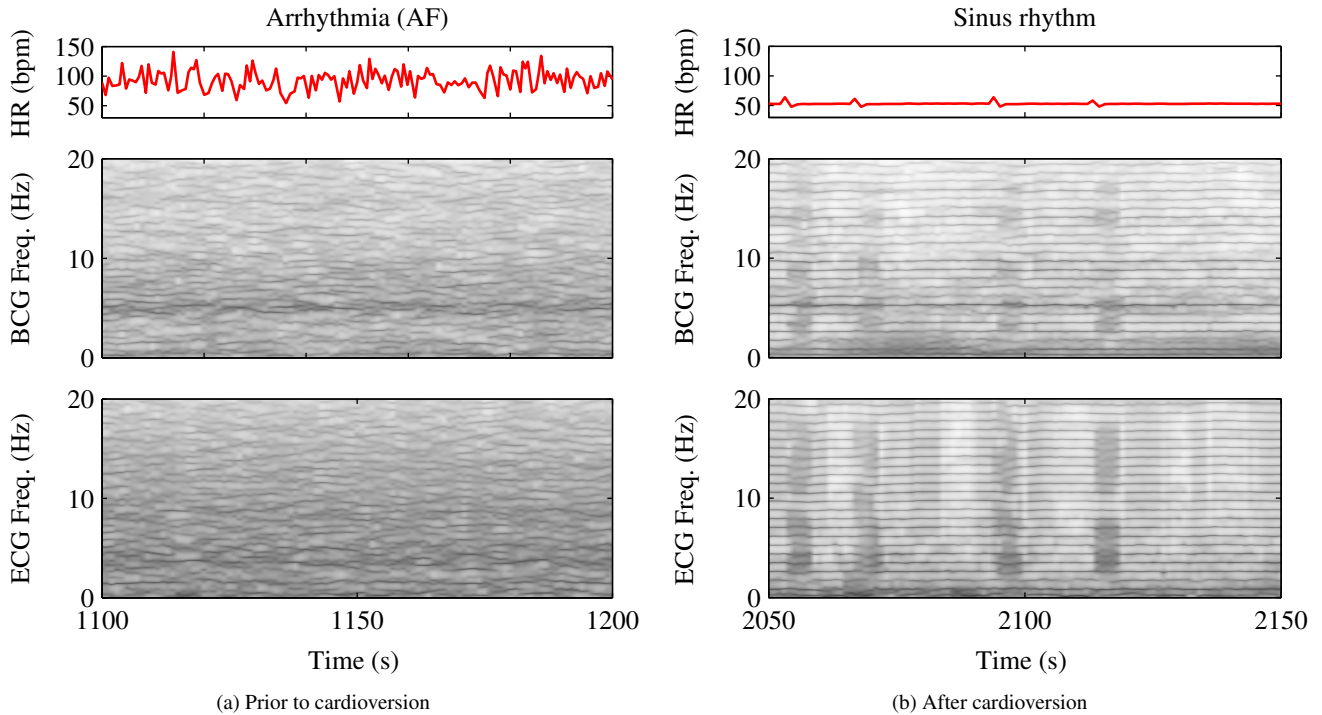 Arrhythmia (AF)
150
100
50
HR (bpm)
20
10
0
BCG Freq. (Hz)
20
10
0
ECG Freq. (Hz)
1100
1150
1200
Time (s)
(a) Prior to cardioversion
Sinus rhythm
150
100
50
HR (bpm)
20
10
0
BCG Freq. (Hz)
20
10
0
ECG Freq. (Hz)
2050
2100
2150
Time (s)
(b) After cardioversion